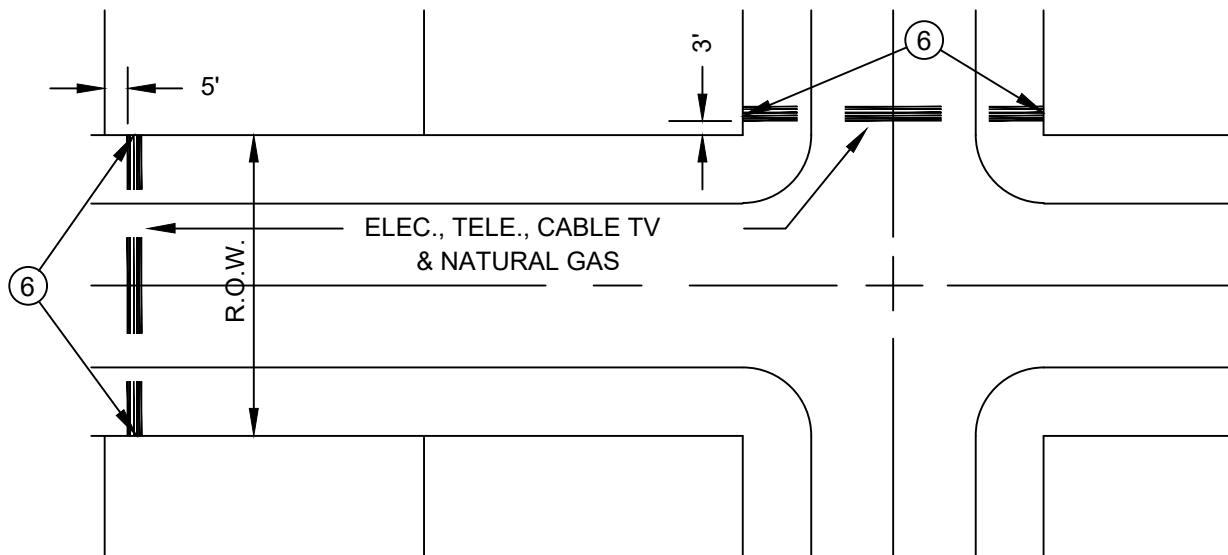 3'
6
5'
ELEC., TELE., CABLE TV
& NATURAL GAS
R.O.W.
6